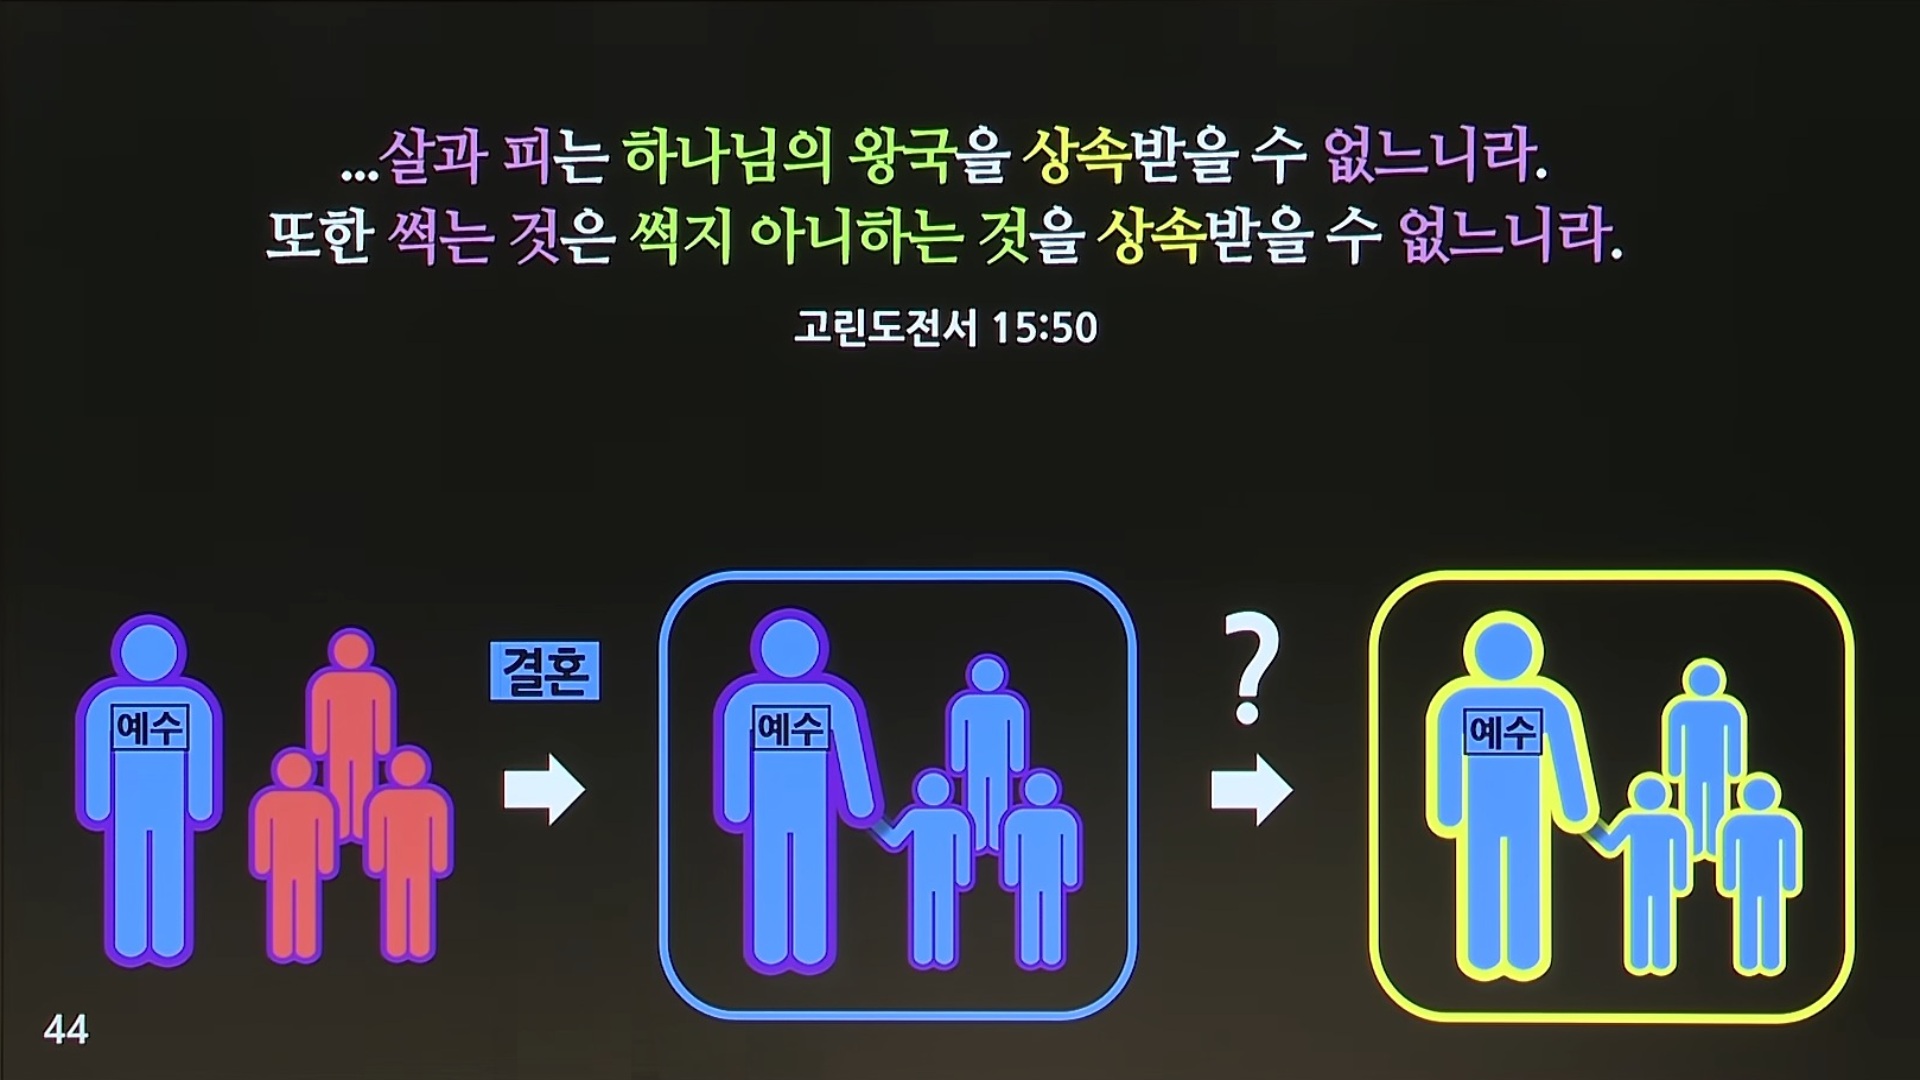 ...살과 피는 하나님의 왕국을 상속받을 수 없느니라.
또한 썩는 것은 썩지 아니하는 것을 상속받을 수 없느니라.
고린도전서 15:50
결혼
?
예수
예수
예수
44